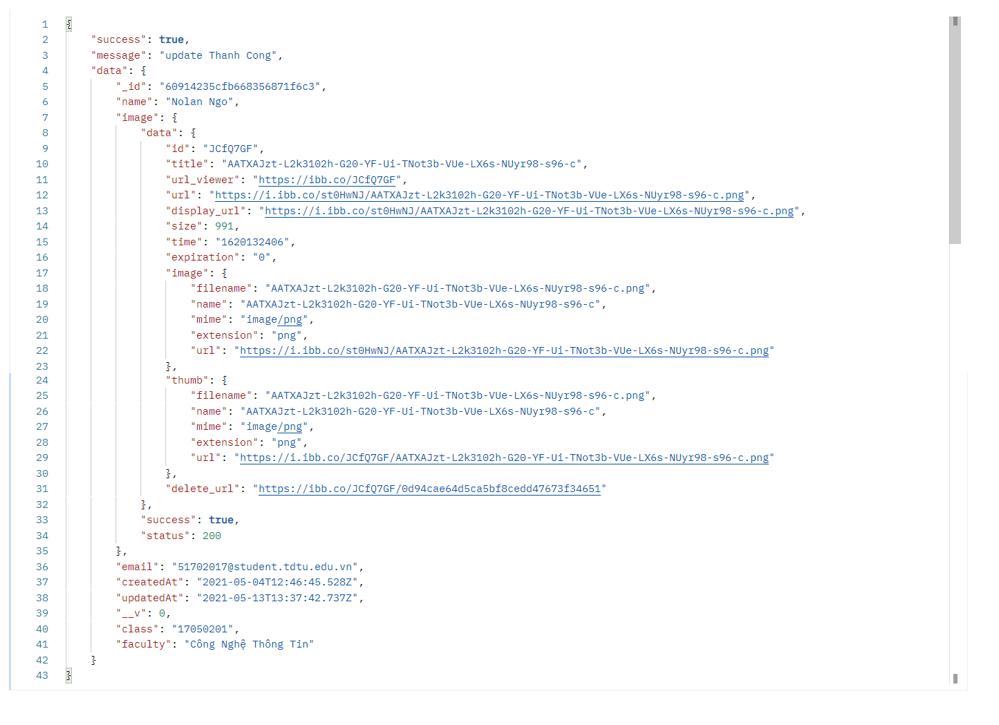 1 {
2 "success": true,
3 "message": "update Thanh Cong",
4 "data": {
5 "_id": "60914235cfb668356871f6c3",
6 "name": "Nolan Ngo",
7 "image": {
8 "data": {
9 "id": "JCfQ7GF",
10 "title": "AATXAJzt-L2k3102h-G20-YF-Ui-TNot3b-VUe-LX6s-NUyr98-s96-c",
11 "url_viewer": "https://ibb.co/JCfQ7GF",
12 "url": "https://i.ibb.co/st0HwNJ/AATXAJzt-L2k3102h-G20-YF-Ui-TNot3b-VUe-LX6s-NUyr98-s96-c.png",
13 "display_url": "https://i.ibb.co/st0HwNJ/AATXAJzt-L2k3102h-G20-YF-Ui-TNot3b-VUe-LX6s-NUyr98-s96-c.png",
14 "size": 991,
15 "time": "1620132406",
16 "expiration": "0",
17 "image": {
18 "filename": "AATXAJzt-L2k3102h-G20-YF-Ui-TNot3b-VUe-LX6s-NUyr98-s96-c.png",
19 "name": "AATXAJzt-L2k3102h-G20-YF-Ui-TNot3b-VUe-LX6s-NUyr98-s96-c",
20 "mime": "image/png",
21 "extension": "png",
22 "url": "https://i.ibb.co/st0HwNJ/AATXAJzt-L2k3102h-G20-YF-Ui-TNot3b-VUe-LX6s-NUyr98-s96-c.png"
23 },
24 "thumb": {
25 "filename": "AATXAJzt-L2k3102h-G20-YF-Ui-TNot3b-VUe-LX6s-NUyr98-s96-c.png",
26 "name": "AATXAJzt-L2k3102h-G20-YF-Ui-TNot3b-VUe-LX6s-NUyr98-s96-c",
27 "mime": "image/png",
28 "extension": "png",
29 "url": "https://i.ibb.co/JCfQ7GF/AATXAJzt-L2k3102h-G20-YF-Ui-TNot3b-VUe-LX6s-NUyr98-s96-c.png"
30 },
31 "delete_url": "https://ibb.co/JCfQ7GF/0d94cae64d5ca5bf8cedd47673f34651"
32 },
33 "success": true,
34 "status": 200
35 },
36 "email": "51702017@student.tdtu.edu.vn",
37 "createdAt": "2021-05-04T12:46:45.528Z",
38 "updatedAt": "2021-05-13T13:37:42.737Z",
39 "__v": 0,
40 "class": "17050201",
41 "faculty": "Công Nghệ Thông Tin"
42 }
43 }